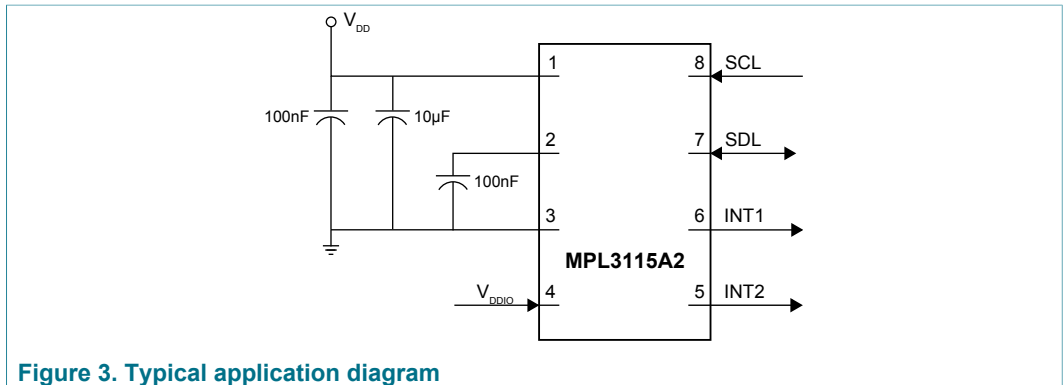 V_DD
1
8 SCL
100nF
10µF
2
7 SDL
100nF
3
6 INT1
MPL3115A2
V_DDIO
4
5 INT2
Figure 3. Typical application diagram